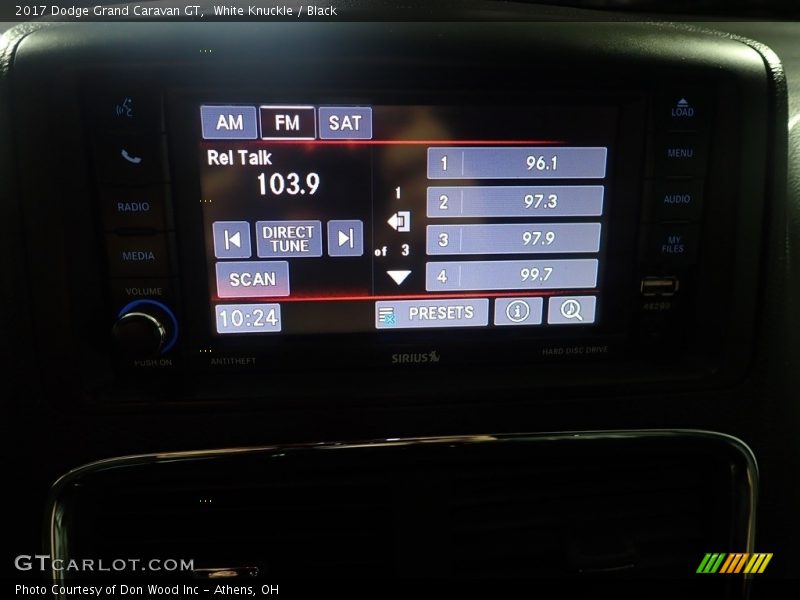 2017 Dodge Grand Caravan GT, White Knuckle / Black
AM FM SAT
Rel Talk
103.9
DIRECT TUNE
SCAN
10:24
1
of 3
1 96.1
2 97.3
3 97.9
4 99.7
PRESETS
RADIO
MEDIA
VOLUME
PUSH ON
ANTITHEFT
SIRIUS
HARD DISC DRIVE
LOAD
MENU
AUDIO
MY FILES
GTCARLOT.COM
Photo Courtesy of Don Wood Inc - Athens, OH